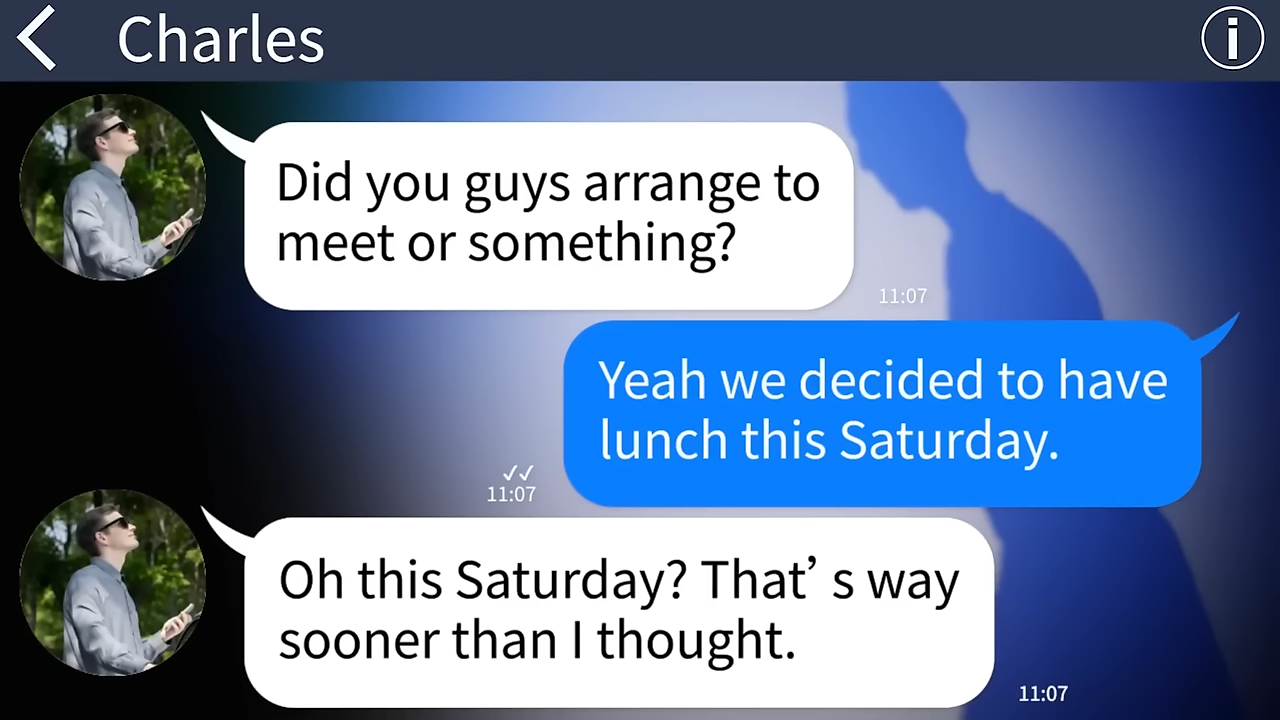 Charles
Did you guys arrange to
meet or something?
11:07
Yeah we decided to have
lunch this Saturday.
11:07
Oh this Saturday? That’s way
sooner than I thought.
11:07